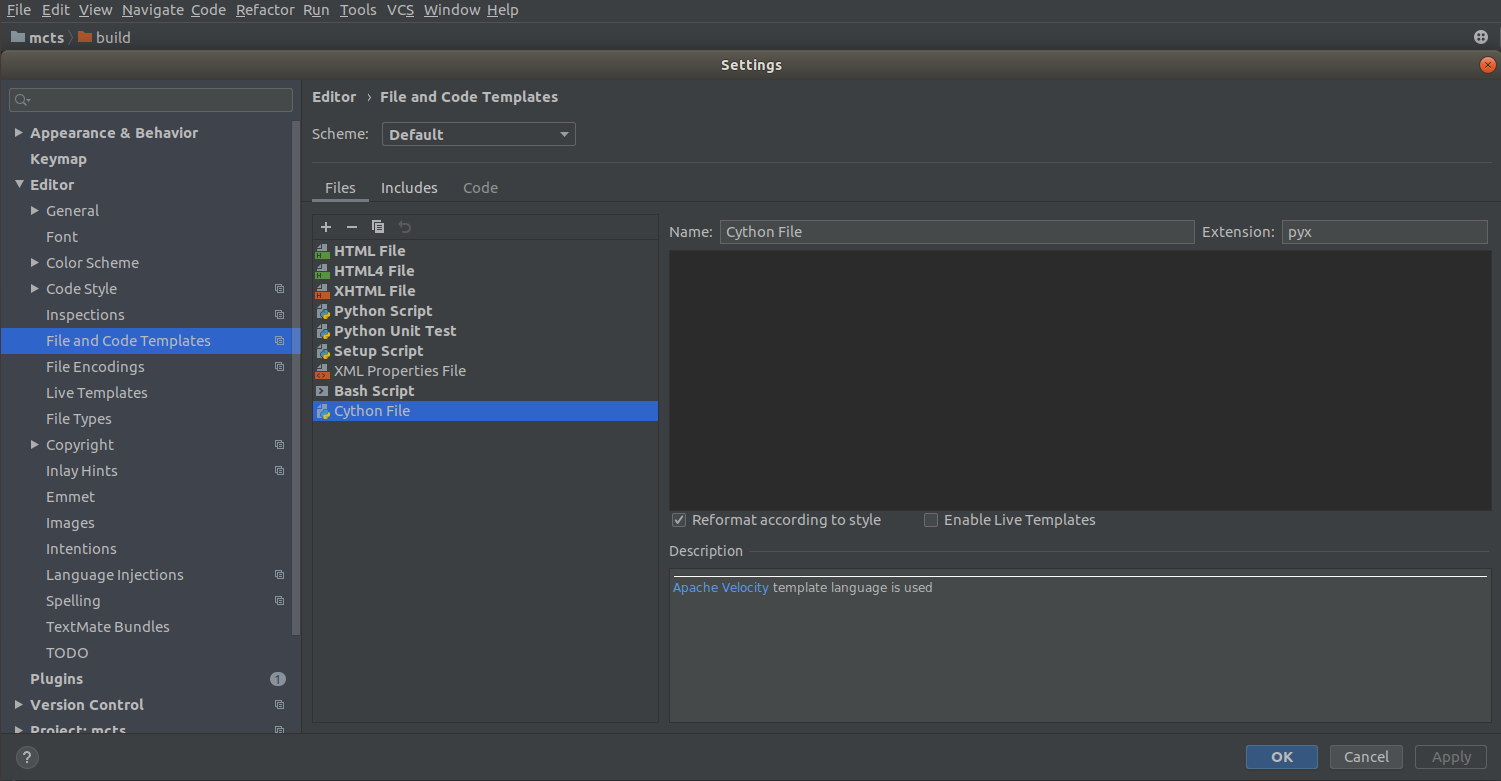 File Edit View Navigate Code Refactor Run Tools VCS Window Help
mcts build
Settings
Editor › File and Code Templates
Scheme: Default
Files Includes Code
Appearance & Behavior
Keymap
Editor
General
Font
Color Scheme
Code Style
Inspections
File and Code Templates
File Encodings
Live Templates
File Types
Copyright
Inlay Hints
Emmet
Images
Intentions
Language Injections
Spelling
TextMate Bundles
TODO
Plugins 1
Version Control
Project: mcts
HTML File
HTML4 File
XHTML File
Python Script
Python Unit Test
Setup Script
XML Properties File
Bash Script
Cython File
Name: Cython File Extension: pyx
Reformat according to style Enable Live Templates
Description
Apache Velocity template language is used
? OK Cancel Apply